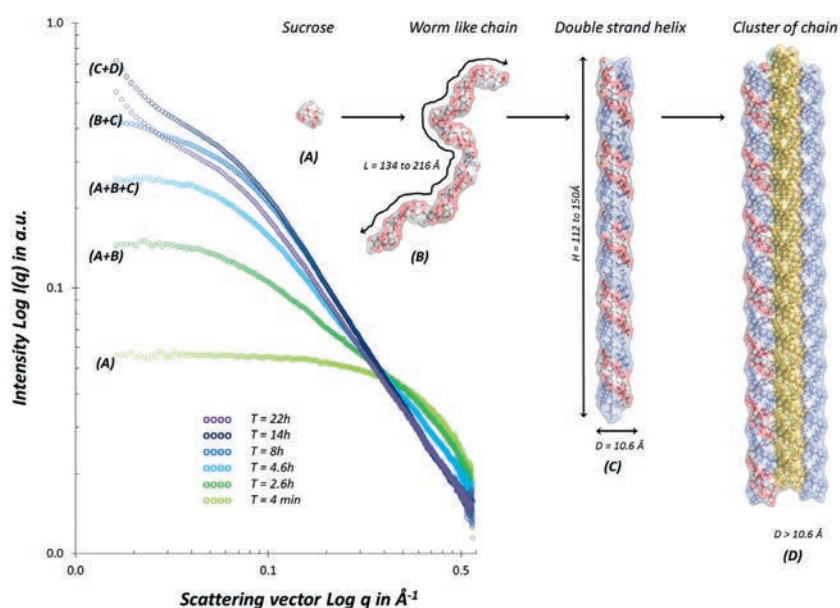 Sucrose
Worm like chain
Double strand helix
Cluster of chain
1.0
(C+D)
(B+C)
(A+B+C)
(A+B)
(A)
0.1
0.0
Intensity Log I(q) in a.u.
(A)
L = 134 to 216 Å
(B)
H = 112 to 150Å
D = 10.6 Å
(C)
D > 10.6 Å
(D)
T = 22h
T = 14h
T = 8h
T = 4.6h
T = 2.6h
T = 4 min
0.0
0.1
0.5
Scattering vector Log q in Å-1